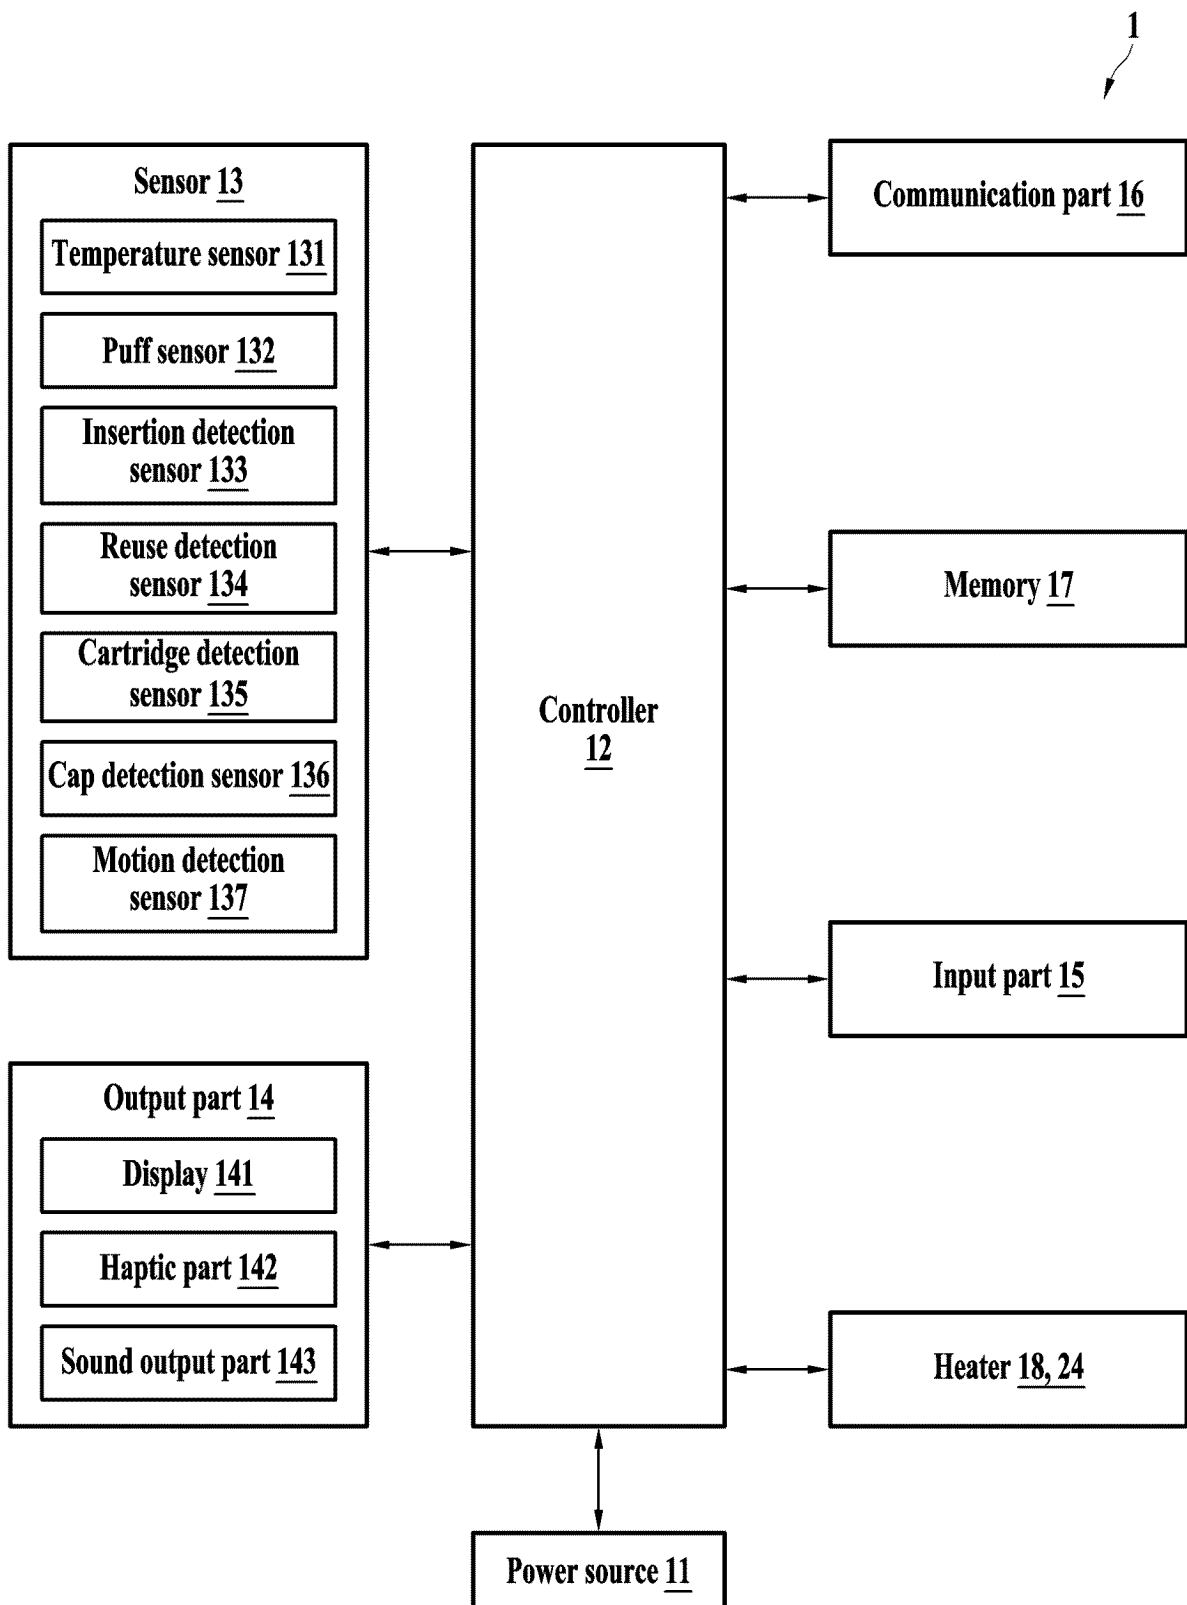 1
Sensor 13
Temperature sensor 131
Puff sensor 132
Insertion detection
sensor 133
Reuse detection
sensor 134
Cartridge detection
sensor 135
Cap detection sensor 136
Motion detection
sensor 137
Output part 14
Display 141
Haptic part 142
Sound output part 143
Controller
12
Power source 11
Communication part 16
Memory 17
Input part 15
Heater 18, 24